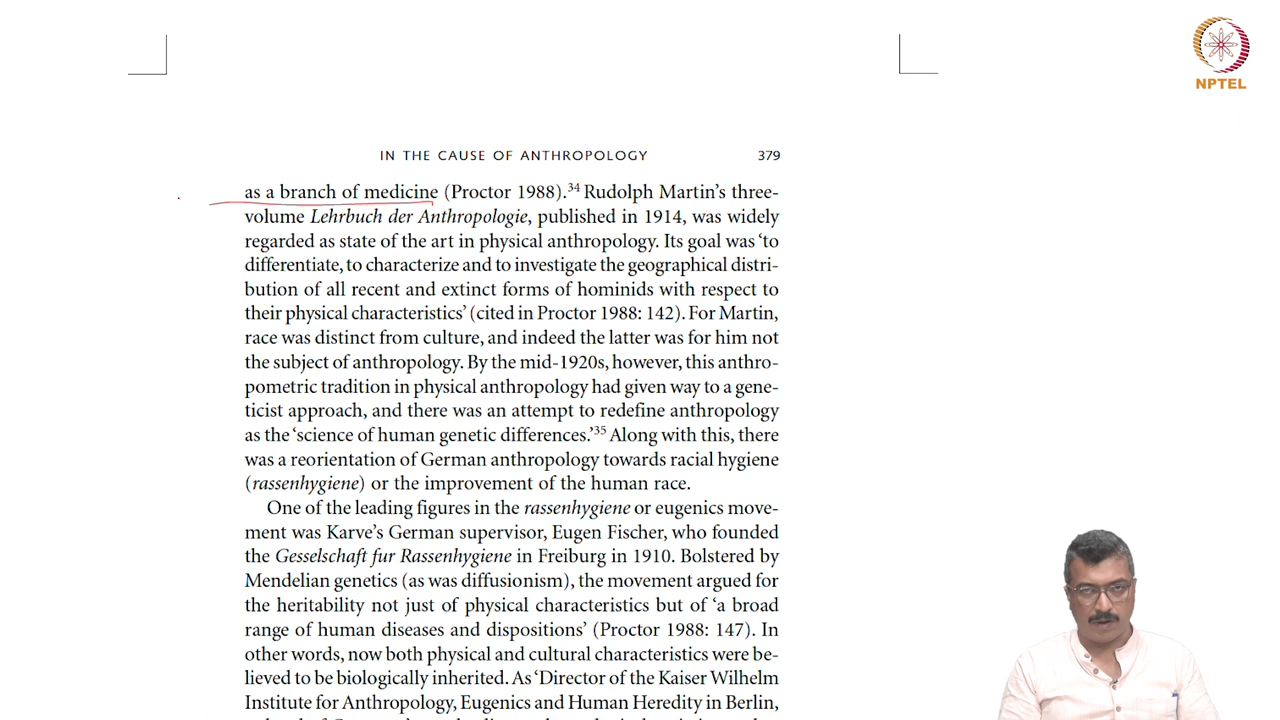 NPTEL
IN THE CAUSE OF ANTHROPOLOGY 379
as a branch of medicine (Proctor 1988).³⁴ Rudolph Martin's three-
volume Lehrbuch der Anthropologie, published in 1914, was widely
regarded as state of the art in physical anthropology. Its goal was 'to
differentiate, to characterize and to investigate the geographical distri-
bution of all recent and extinct forms of hominids with respect to
their physical characteristics' (cited in Proctor 1988: 142). For Martin,
race was distinct from culture, and indeed the latter was for him not
the subject of anthropology. By the mid-1920s, however, this anthro-
pometric tradition in physical anthropology had given way to a gene-
ticist approach, and there was an attempt to redefine anthropology
as the 'science of human genetic differences.'³⁵ Along with this, there
was a reorientation of German anthropology towards racial hygiene
(rassenhygiene) or the improvement of the human race.
One of the leading figures in the rassenhygiene or eugenics move-
ment was Karve's German supervisor, Eugen Fischer, who founded
the Gesselschaft fur Rassenhygiene in Freiburg in 1910. Bolstered by
Mendelian genetics (as was diffusionism), the movement argued for
the heritability not just of physical characteristics but of 'a broad
range of human diseases and dispositions' (Proctor 1988: 147). In
other words, now both physical and cultural characteristics were be-
lieved to be biologically inherited. As 'Director of the Kaiser Wilhelm
Institute for Anthropology, Eugenics and Human Heredity in Berlin,